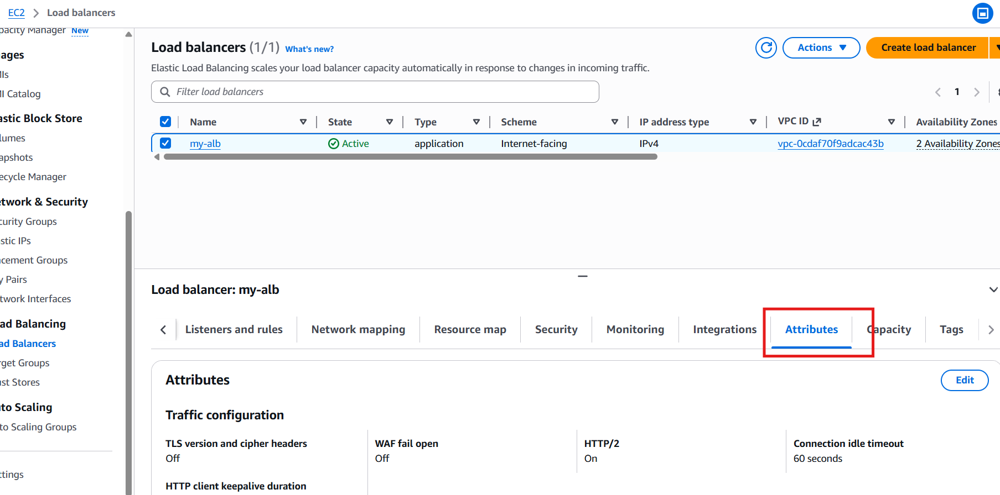 EC2 > Load balancers
pacity Manager New
ages
MIs
MI Catalog
astic Block Store
lumes
apshots
ecycle Manager
etwork & Security
curity Groups
stic IPs
acement Groups
y Pairs
twork Interfaces
ad Balancing
ad Balancers
rget Groups
ust Stores
uto Scaling
to Scaling Groups
ttings
Load balancers (1/1) What's new?
Actions
Create load balancer
Elastic Load Balancing scales your load balancer capacity automatically in response to changes in incoming traffic.
Filter load balancers
1
Name State Type Scheme IP address type VPC ID Availability Zones
my-alb Active application Internet-facing IPv4 vpc-0cdaf70f9adcac43b 2 Availability Zones
Load balancer: my-alb
Listeners and rules Network mapping Resource map Security Monitoring Integrations Attributes Capacity Tags
Attributes
Edit
Traffic configuration
TLS version and cipher headers
Off
WAF fail open
Off
HTTP/2
On
Connection idle timeout
60 seconds
HTTP client keepalive duration